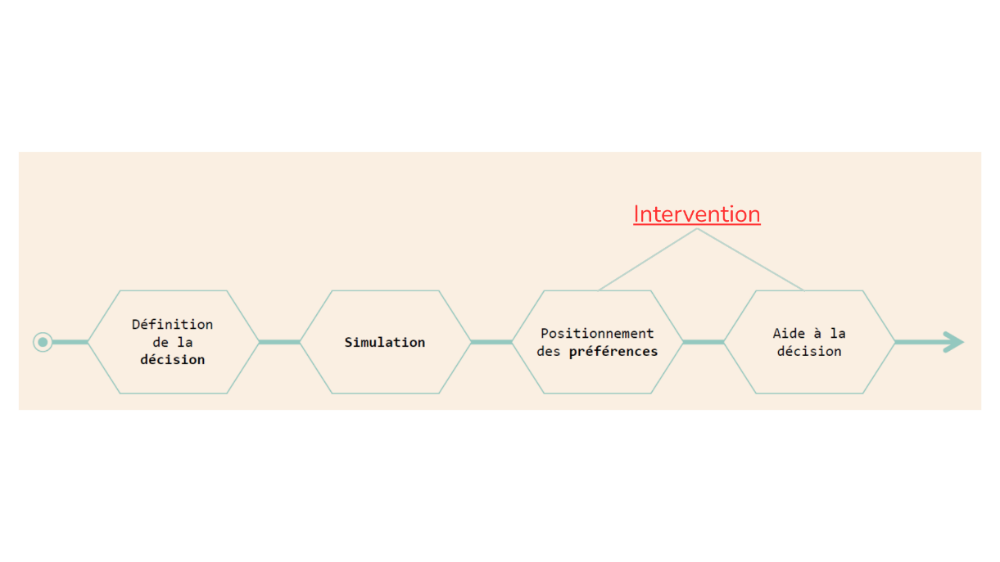 Intervention
Définition
de la
décision
Simulation
Positionnement
des préférences
Aide à la
décision